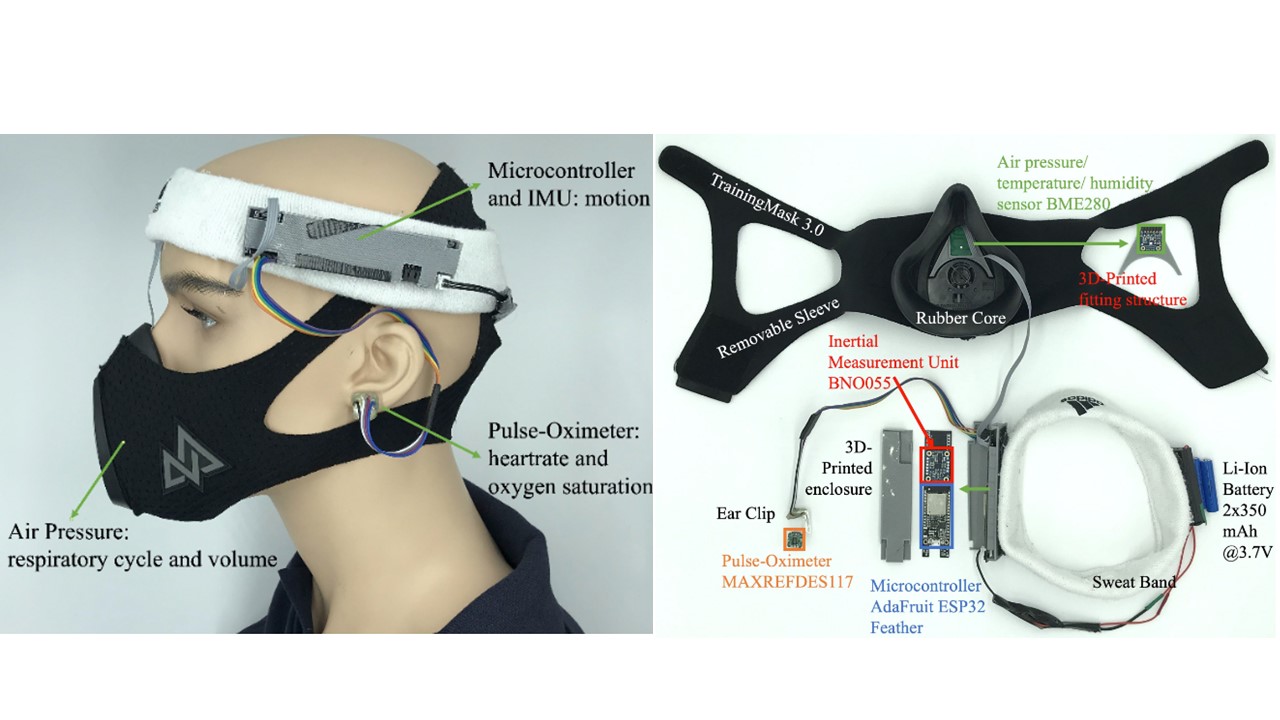 Microcontroller
and IMU: motion
Pulse-Oximeter:
heartrate and
oxygen saturation
Air Pressure:
respiratory cycle and volume
TrainingMask 3.0
Removable Sleeve
Rubber Core
Air pressure/
temperature/ humidity
sensor BME280
3D-Printed
fitting structure
Inertial
Measurement Unit
BNO055
3D-
Printed
enclosure
Ear Clip
Pulse-Oximeter
MAXREFDES117
Microcontroller
AdaFruit ESP32
Feather
Sweat Band
Li-Ion
Battery
2x350
mAh
@3.7V